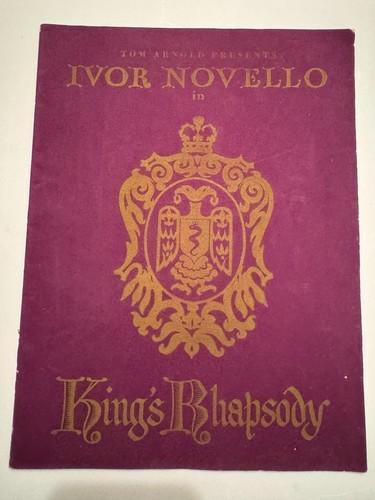 TOM ARNOLD PRESENTS
IVOR NOVELLO
in
King's Rhapsody